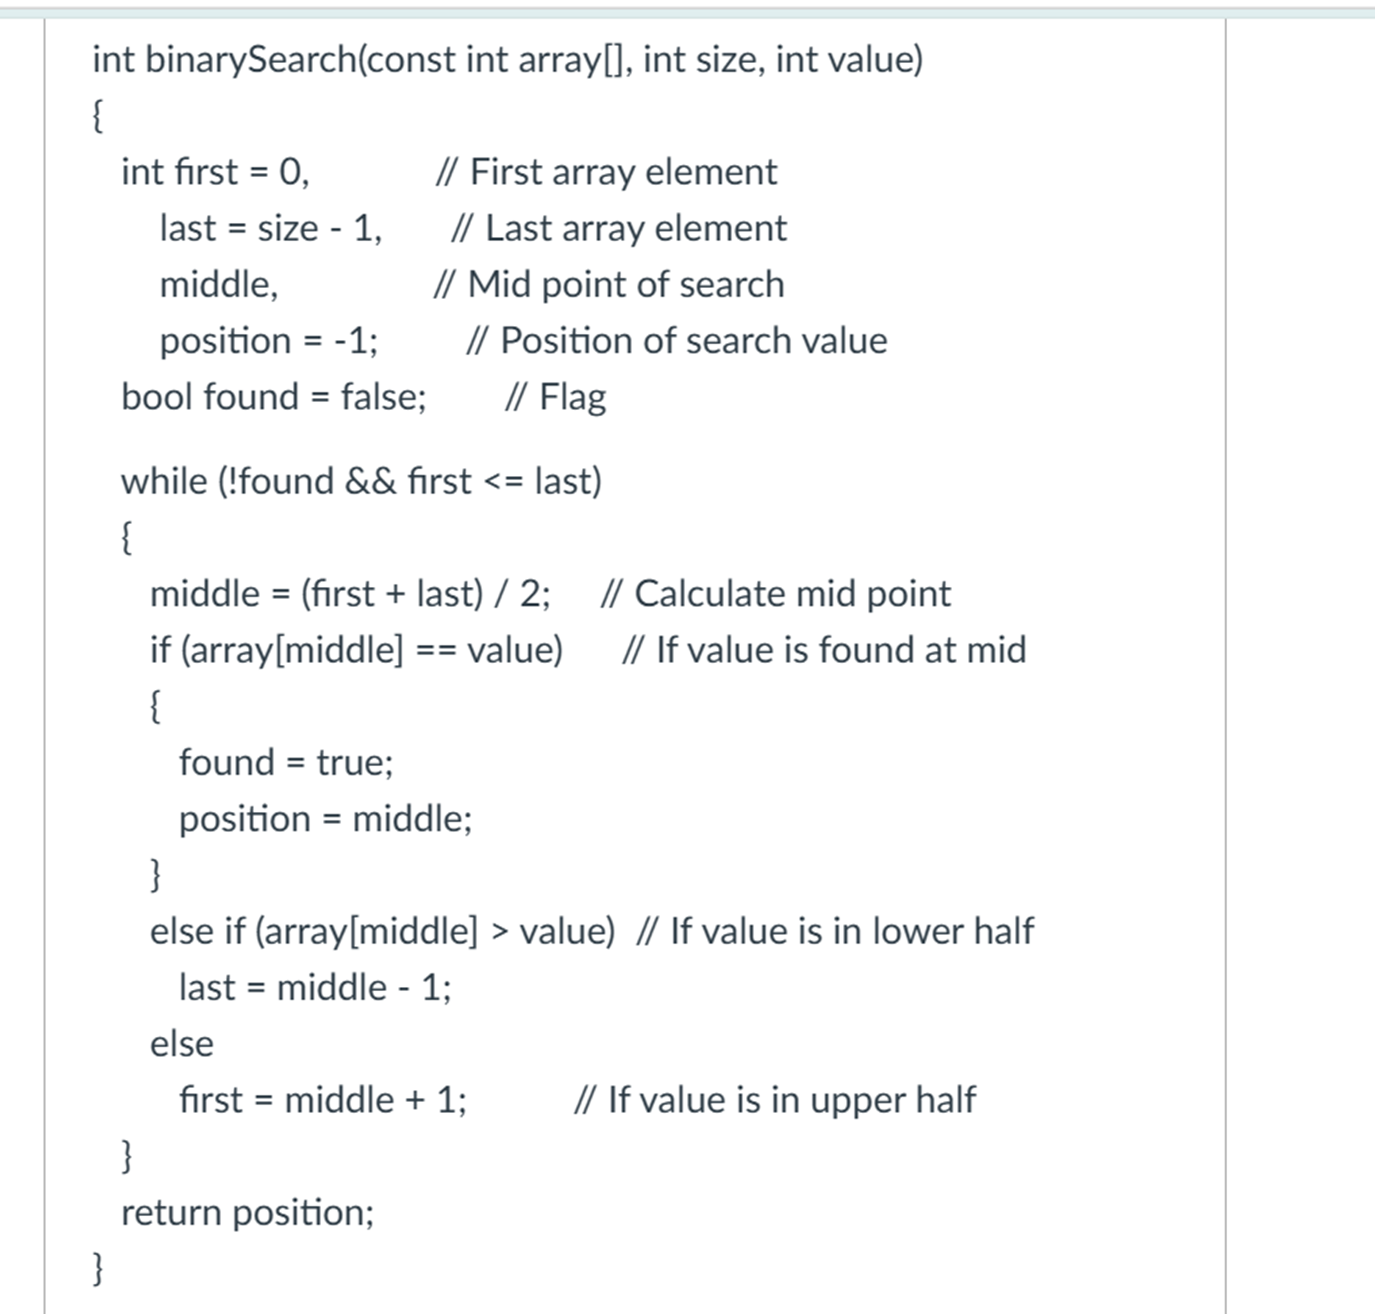 int binarySearch(const int array[], int size, int value)
{
int first = 0, // First array element
last = size - 1, // Last array element
middle, // Mid point of search
position = -1; // Position of search value
bool found = false; // Flag
while (!found && first <= last)
{
middle = (first + last) / 2; // Calculate mid point
if (array[middle] == value) // If value is found at mid
{
found = true;
position = middle;
}
else if (array[middle] > value) // If value is in lower half
last = middle - 1;
else
first = middle + 1; // If value is in upper half
}
return position;
}